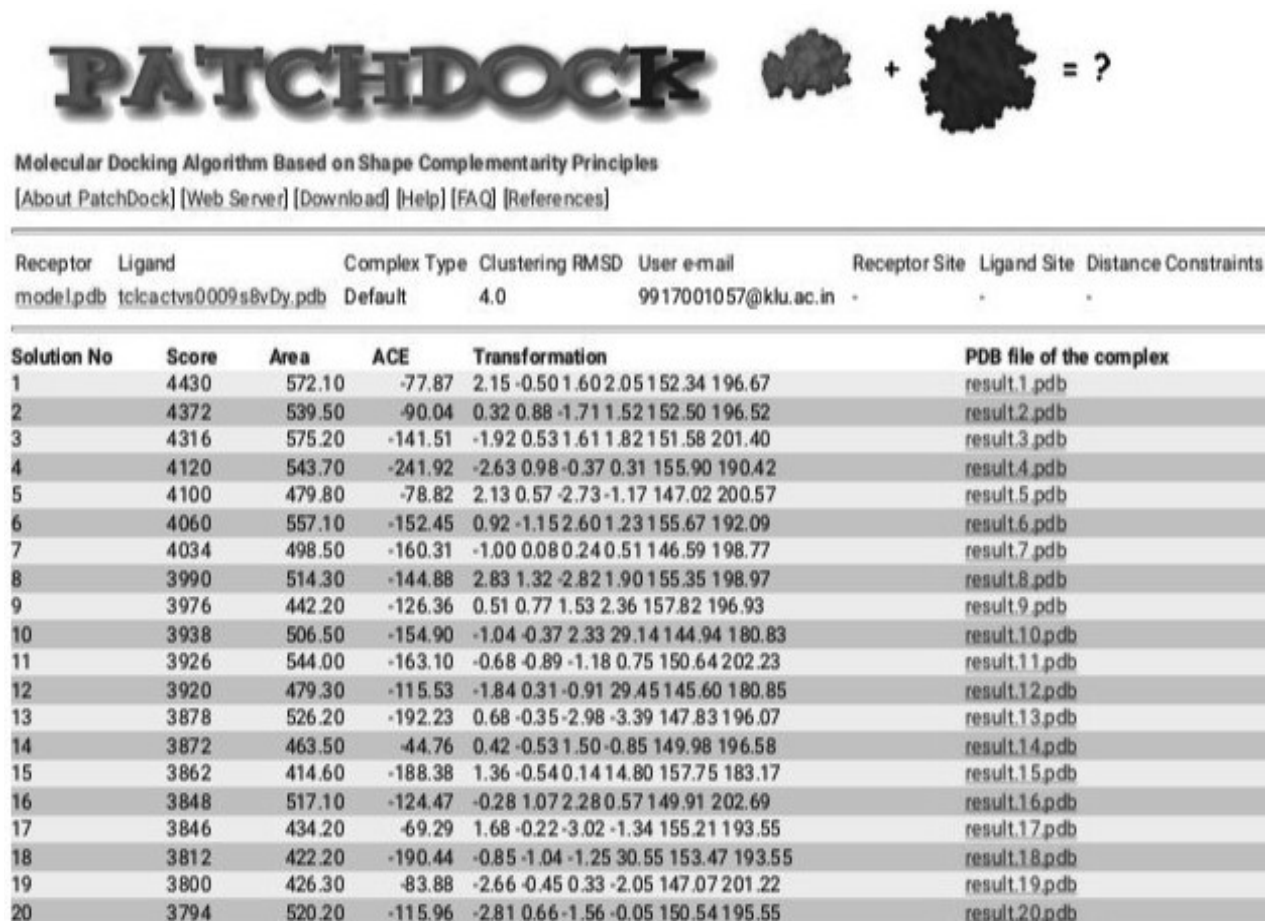 PATCHDOCK
+ = ?
Molecular Docking Algorithm Based on Shape Complementarity Principles
[About PatchDock] [Web Server] [Download] [Help] [FAQ] [References]
Receptor Ligand Complex Type Clustering RMSD User e-mail Receptor Site Ligand Site Distance Constraints
model.pdb tclcactvs0009s8vDy.pdb Default 4.0 9917001057@klu.ac.in - - -
Solution No Score Area ACE Transformation PDB file of the complex
1 4430 572.10 -77.87 2.15 -0.50 1.60 2.05 152.34 196.67 result.1.pdb
2 4372 539.50 -90.04 0.32 0.88 -1.71 1.52 152.50 196.52 result.2.pdb
3 4316 575.20 -141.51 -1.92 0.53 1.61 1.82 151.58 201.40 result.3.pdb
4 4120 543.70 -241.92 -2.63 0.98 -0.37 0.31 155.90 190.42 result.4.pdb
5 4100 479.80 -78.82 2.13 0.57 -2.73 -1.17 147.02 200.57 result.5.pdb
6 4060 557.10 -152.45 0.92 -1.15 2.60 1.23 155.67 192.09 result.6.pdb
7 4034 498.50 -160.31 -1.00 0.08 0.24 0.51 146.59 198.77 result.7.pdb
8 3990 514.30 -144.88 2.83 1.32 -2.82 1.90 155.35 198.97 result.8.pdb
9 3976 442.20 -126.36 0.51 0.77 1.53 2.36 157.82 196.93 result.9.pdb
10 3938 506.50 -154.90 -1.04 -0.37 2.33 29.14 144.94 180.83 result.10.pdb
11 3926 544.00 -163.10 -0.68 -0.89 -1.18 0.75 150.64 202.23 result.11.pdb
12 3920 479.30 -115.53 -1.84 0.31 -0.91 29.45 145.60 180.85 result.12.pdb
13 3878 526.20 -192.23 0.68 -0.35 -2.98 -3.39 147.83 196.07 result.13.pdb
14 3872 463.50 -44.76 0.42 -0.53 1.50 -0.85 149.98 196.58 result.14.pdb
15 3862 414.60 -188.38 1.36 -0.54 0.14 14.80 157.75 183.17 result.15.pdb
16 3848 517.10 -124.47 -0.28 1.07 2.28 0.57 149.91 202.69 result.16.pdb
17 3846 434.20 -69.29 1.68 -0.22 -3.02 -1.34 155.21 193.55 result.17.pdb
18 3812 422.20 -190.44 -0.85 -1.04 -1.25 30.55 153.47 193.55 result.18.pdb
19 3800 426.30 -83.88 -2.66 -0.45 0.33 -2.05 147.07 201.22 result.19.pdb
20 3794 520.20 -115.96 -2.81 0.66 -1.56 -0.05 150.54 195.55 result.20.pdb